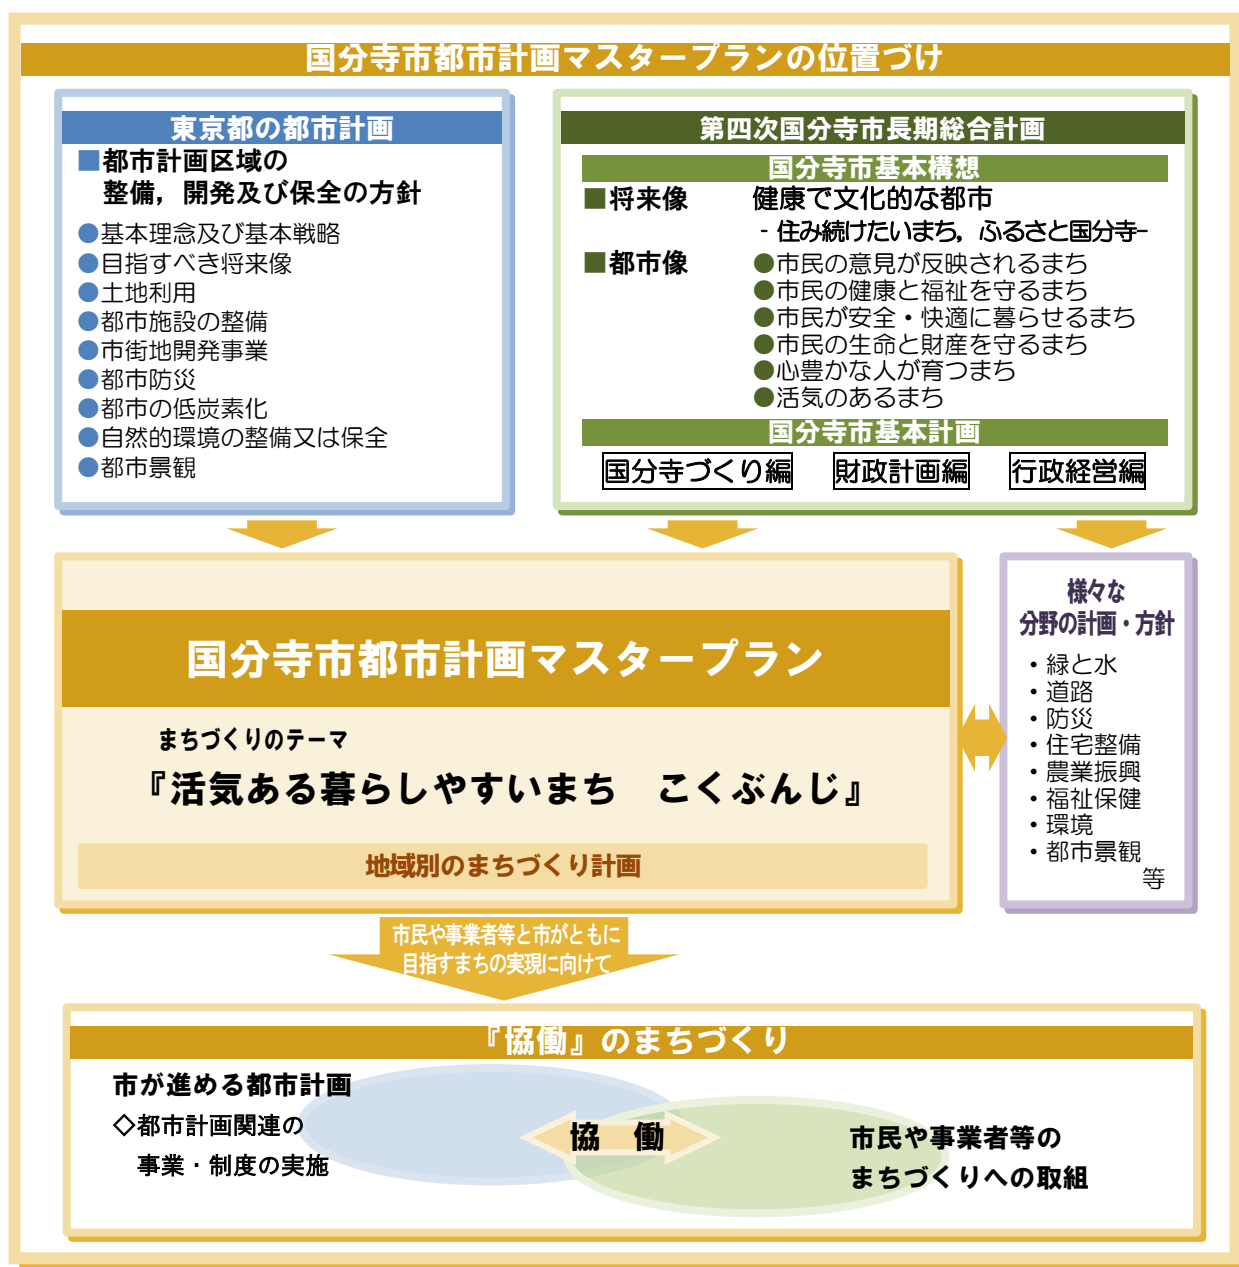 国分寺市都市計画マスタープランの位置づけ
東京都の都市計画
■都市計画区域の
整備，開発及び保全の方針
●基本理念及び基本戦略
●目指すべき将来像
●土地利用
●都市施設の整備
●市街地開発事業
●都市防災
●都市の低炭素化
●自然的環境の整備又は保全
●都市景観
第四次国分寺市長期総合計画
国分寺市基本構想
■将来像　健康で文化的な都市
- 住み続けたいまち，ふるさと国分寺-
■都市像　●市民の意見が反映されるまち
●市民の健康と福祉を守るまち
●市民が安全・快適に暮らせるまち
●市民の生命と財産を守るまち
●心豊かな人が育つまち
●活気のあるまち
国分寺市基本計画
国分寺づくり編　財政計画編　行政経営編
国分寺市都市計画マスタープラン
まちづくりのテーマ
『活気ある暮らしやすいまち　こくぶんじ』
地域別のまちづくり計画
様々な
分野の計画・方針
・緑と水
・道路
・防災
・住宅整備
・農業振興
・福祉保健
・環境
・都市景観
等
市民や事業者等と市がともに
目指すまちの実現に向けて
『協働』のまちづくり
市が進める都市計画
◇都市計画関連の
事業・制度の実施
協　働
市民や事業者等の
まちづくりへの取組